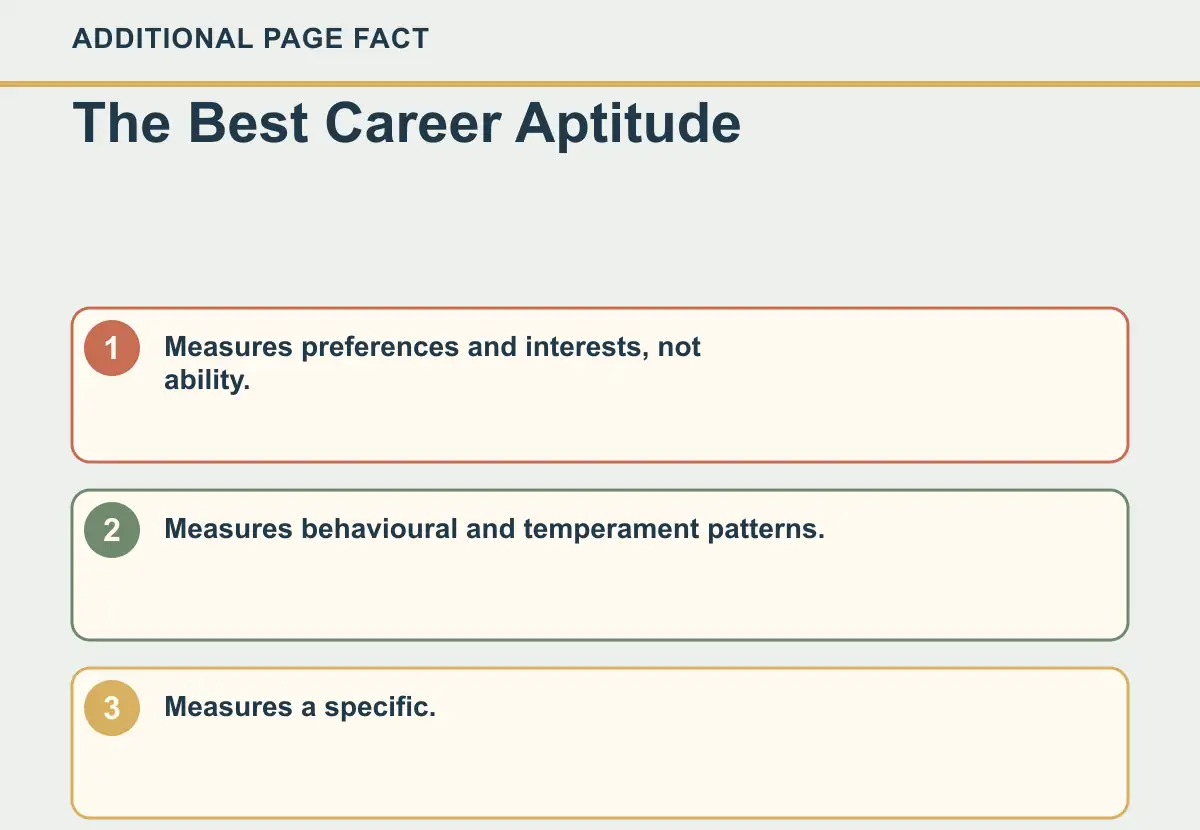 ADDITIONAL PAGE FACT
The Best Career Aptitude
1
Measures preferences and interests, not
ability.
2
Measures behavioural and temperament patterns.
3
Measures a specific.